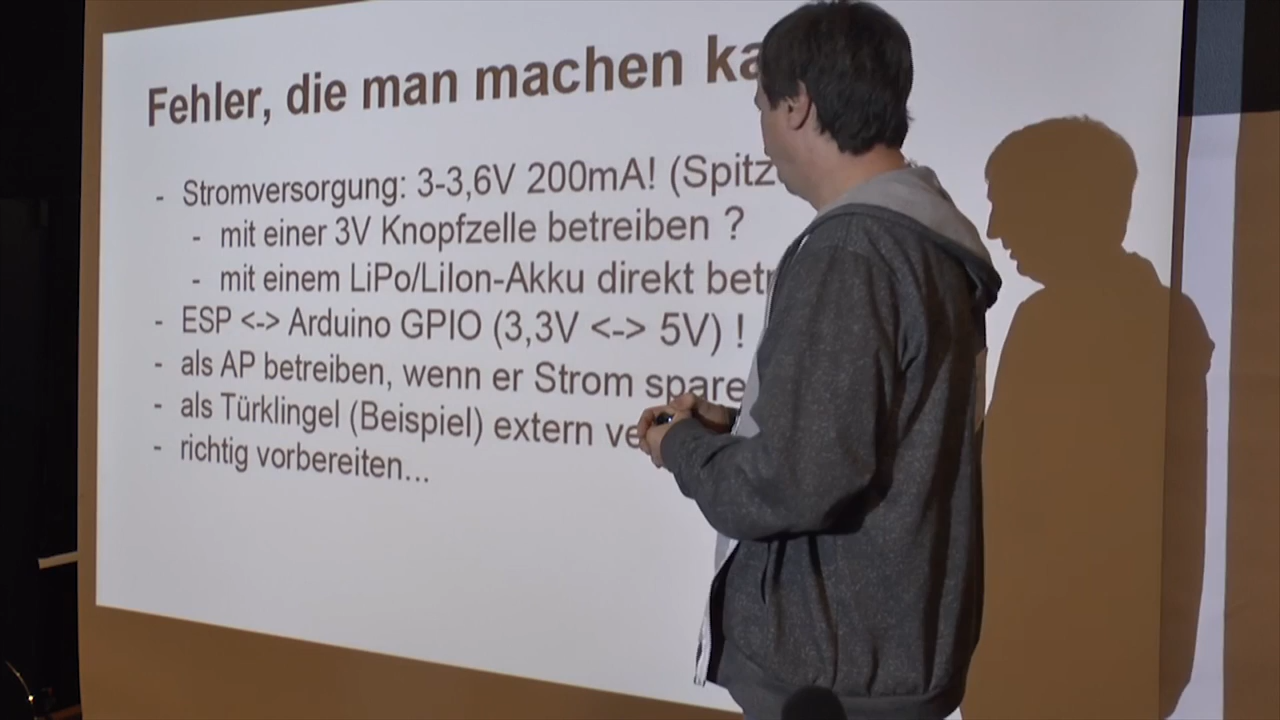 Fehler, die man machen ka
- Stromversorgung: 3-3,6V 200mA! (Spitz
- mit einer 3V Knopfzelle betreiben ?
- mit einem LiPo/LiIon-Akku direkt betr
- ESP <-> Arduino GPIO (3,3V <-> 5V) !
- als AP betreiben, wenn er Strom spare
- als Türklingel (Beispiel) extern ve
- richtig vorbereiten...